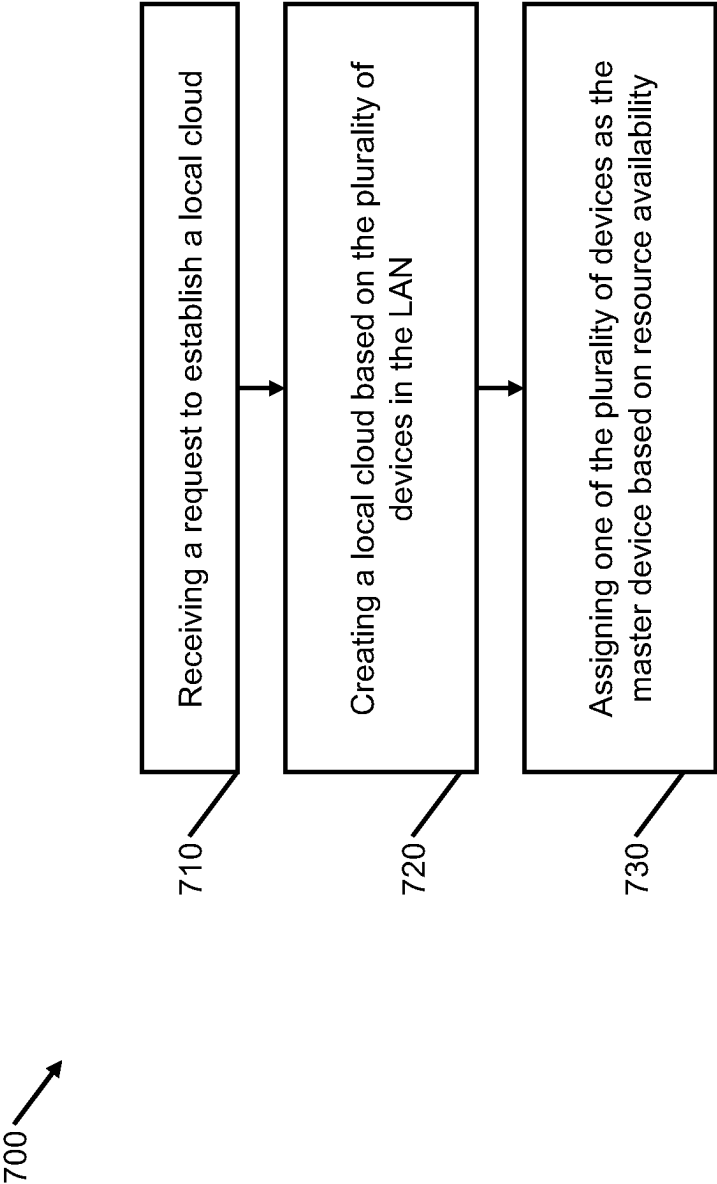 700
710
Receiving a request to establish a local cloud
720
Creating a local cloud based on the plurality of
devices in the LAN
730
Assigning one of the plurality of devices as the
master device based on resource availability